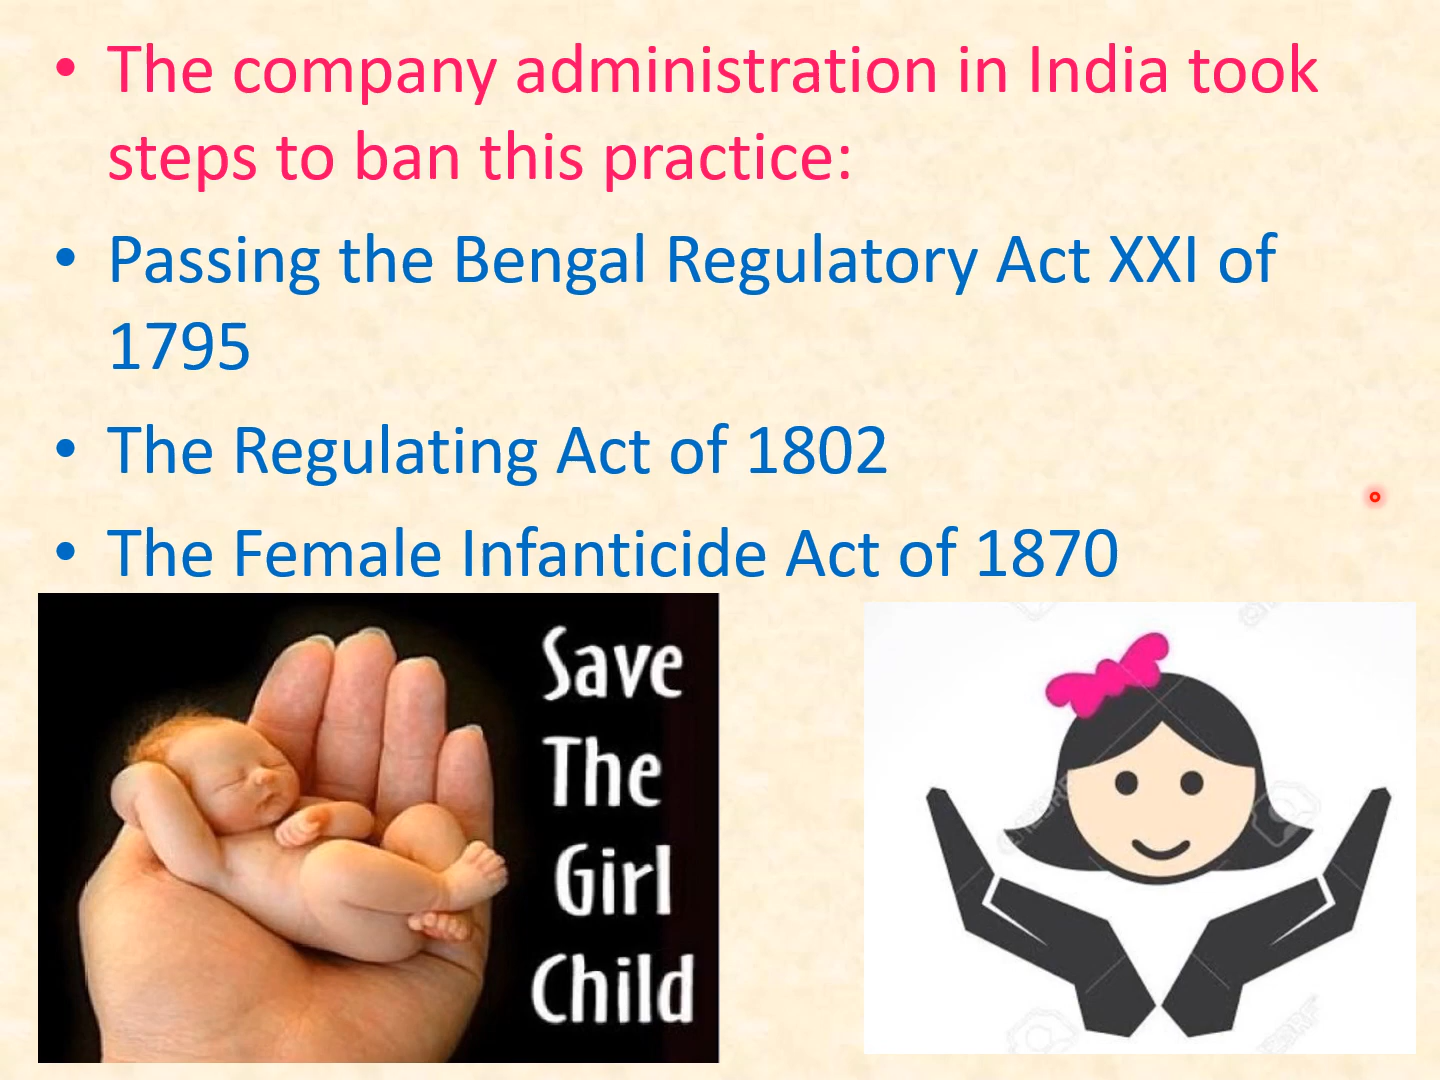 • The company administration in India took
steps to ban this practice:
• Passing the Bengal Regulatory Act XXI of
1795
• The Regulating Act of 1802
• The Female Infanticide Act of 1870
Save
The
Girl
Child